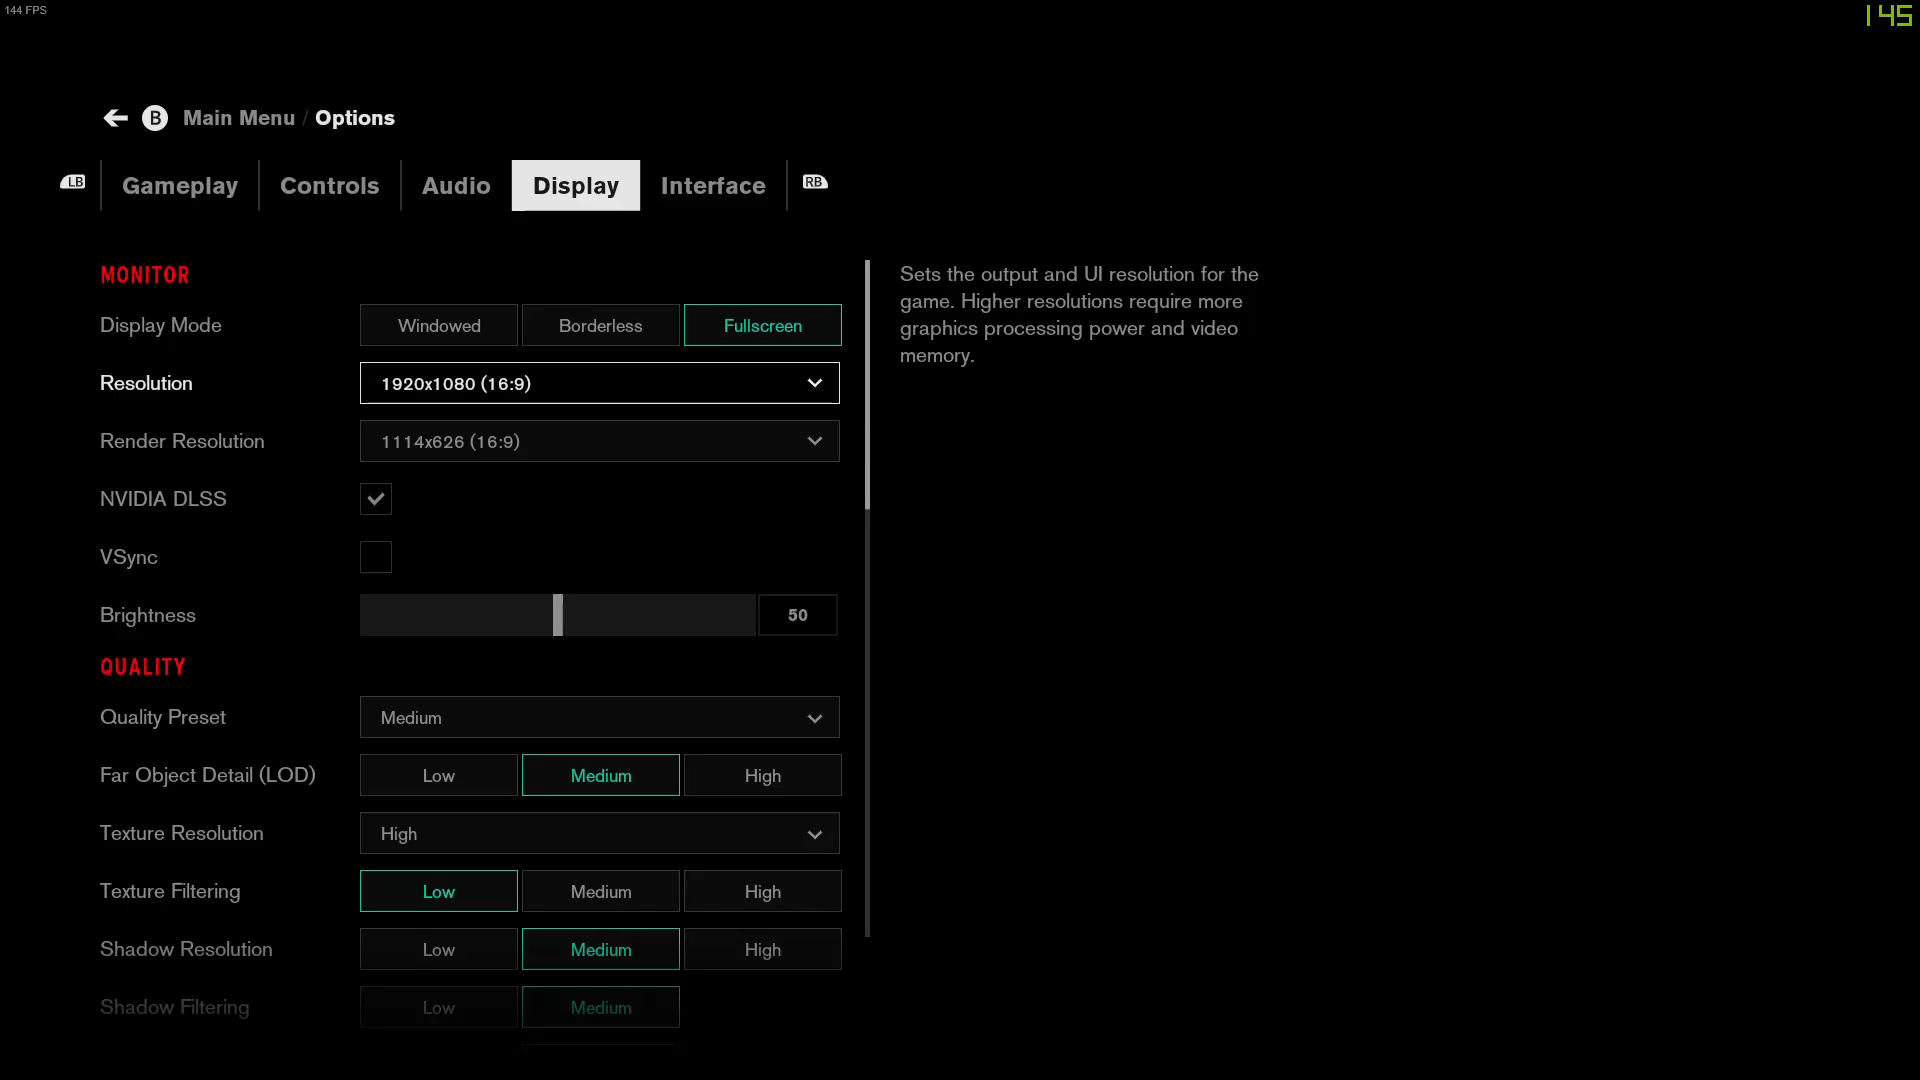 144 FPS
145
B Main Menu / Options
LB Gameplay Controls Audio Display Interface RB
MONITOR
Display Mode Windowed Borderless Fullscreen
Resolution 1920x1080 (16:9)
Render Resolution 1114x626 (16:9)
NVIDIA DLSS
VSync
Brightness 50
QUALITY
Quality Preset Medium
Far Object Detail (LOD) Low Medium High
Texture Resolution High
Texture Filtering Low Medium High
Shadow Resolution Low Medium High
Shadow Filtering Low Medium
Sets the output and UI resolution for the
game. Higher resolutions require more
graphics processing power and video
memory.